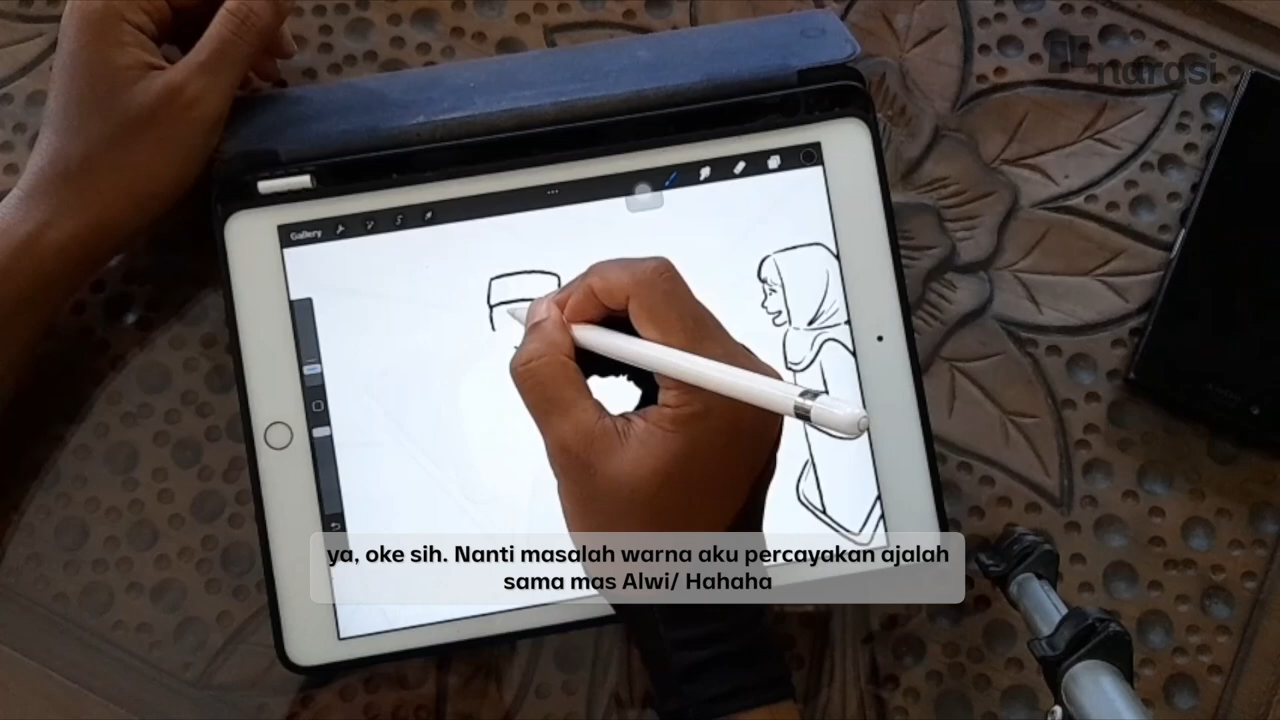 narasi
Gallery
ya, oke sih. Nanti masalah warna aku percayakan ajalah
sama mas Alwi/ Hahaha